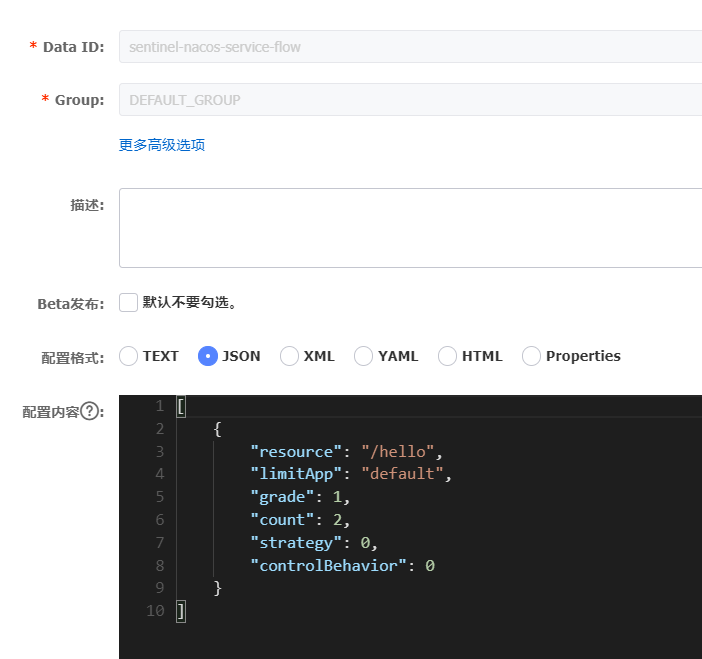 * Data ID: sentinel-nacos-service-flow
* Group: DEFAULT_GROUP
更多高级选项
描述:
Beta发布: 默认不要勾选。
配置格式: TEXT JSON XML YAML HTML Properties
配置内容?:
1 [
2 {
3 "resource": "/hello",
4 "limitApp": "default",
5 "grade": 1,
6 "count": 2,
7 "strategy": 0,
8 "controlBehavior": 0
9 }
10 ]